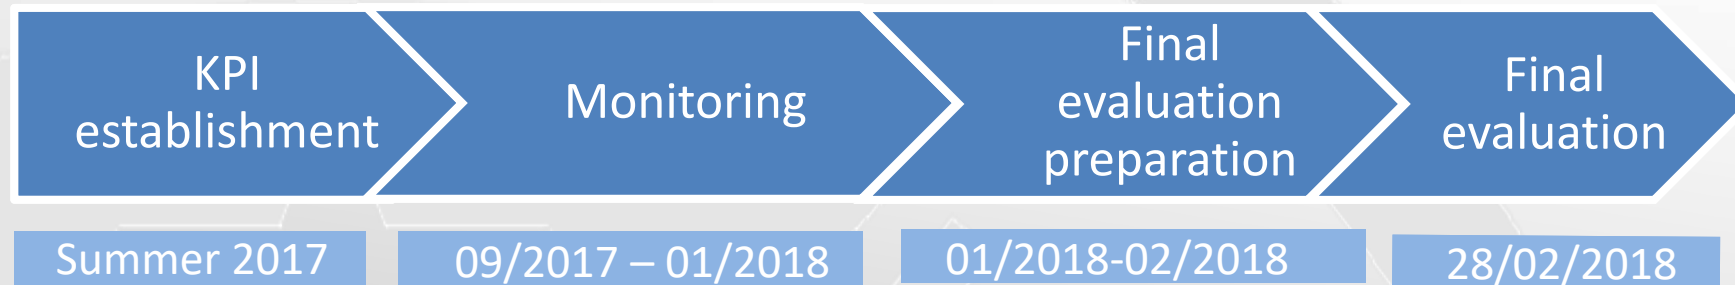 KPI
establishment
Monitoring
Final
evaluation
preparation
Final
evaluation
Summer 2017
09/2017 – 01/2018
01/2018-02/2018
28/02/2018